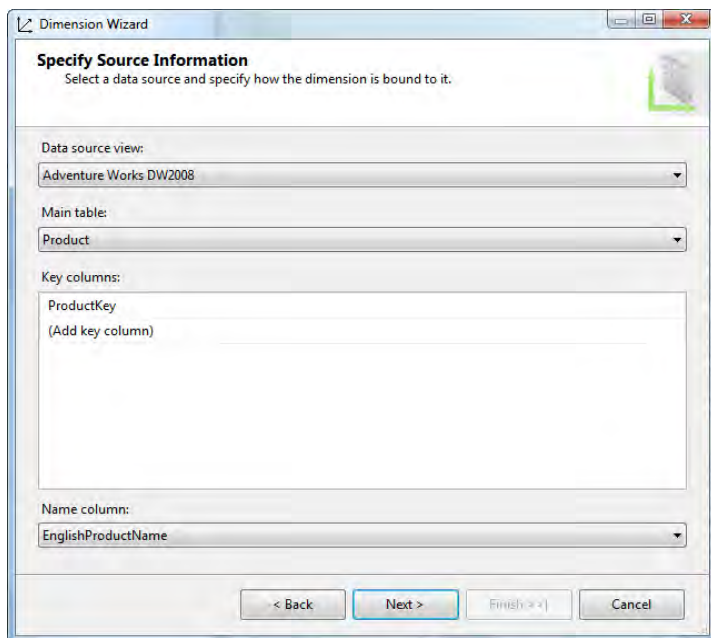 Dimension Wizard
Specify Source Information
Select a data source and specify how the dimension is bound to it.
Data source view:
Adventure Works DW2008
Main table:
Product
Key columns:
ProductKey
(Add key column)
Name column:
EnglishProductName
< Back Next > Finish >>| Cancel